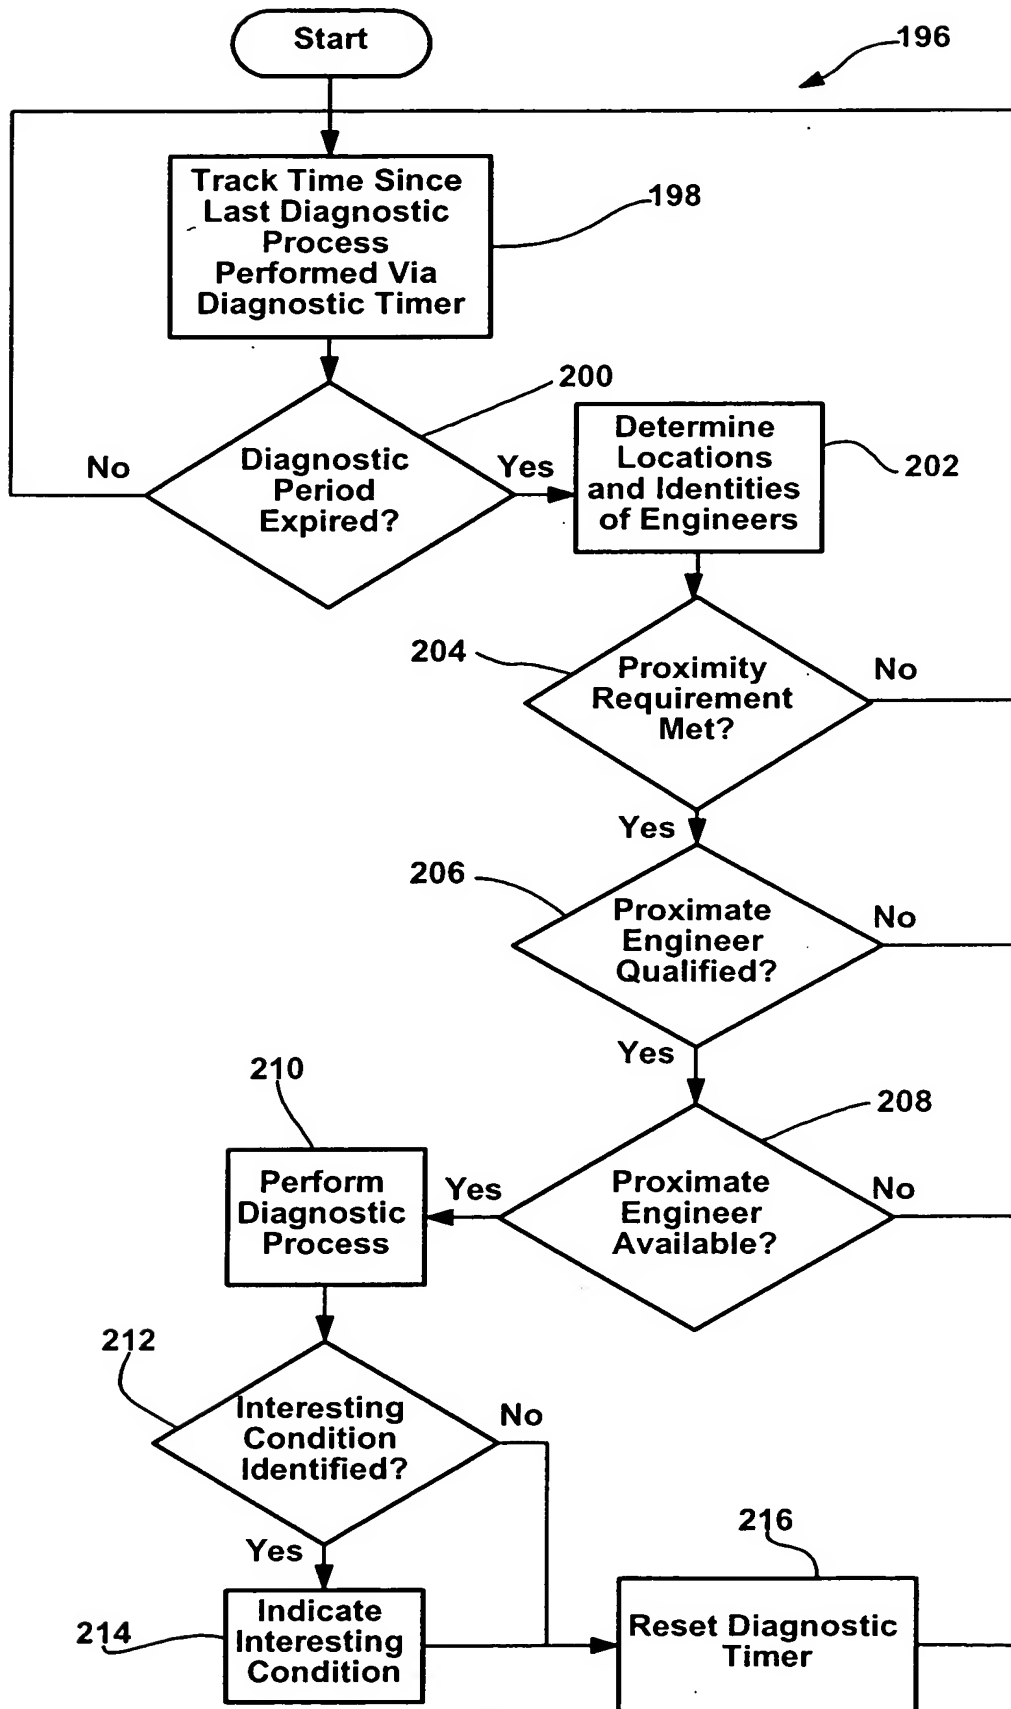 Start
196
Track Time Since
Last Diagnostic
Process
Performed Via
Diagnostic Timer
198
200
No
Diagnostic
Period
Expired?
Yes
Determine
Locations
and Identities
of Engineers
202
204
Proximity
Requirement
Met?
No
Yes
206
Proximate
Engineer
Qualified?
No
Yes
208
210
Perform
Diagnostic
Process
Yes
Proximate
Engineer
Available?
No
212
Interesting
Condition
Identified?
No
Yes
214
Indicate
Interesting
Condition
216
Reset Diagnostic
Timer